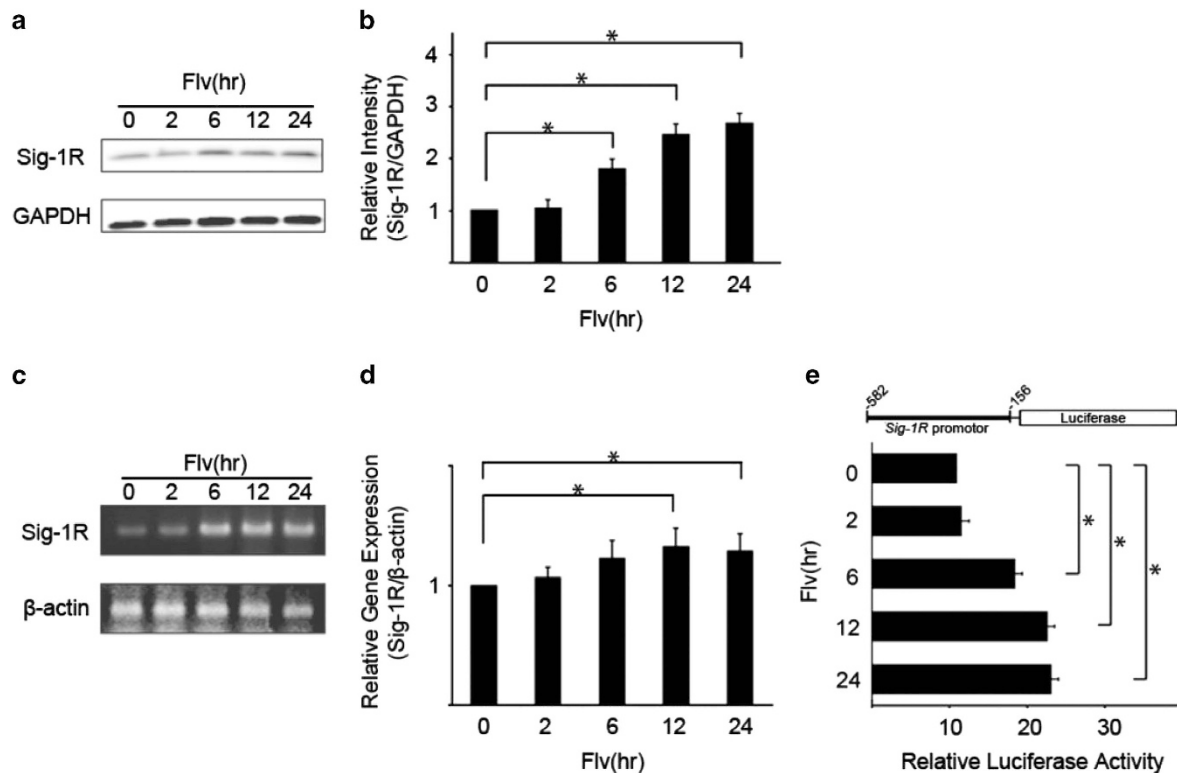 a
Flv(hr)
0 2 6 12 24
Sig-1R
GAPDH
b
Relative Intensity
(Sig-1R/GAPDH)
4
3
2
1
*
*
*
0 2 6 12 24
Flv(hr)
c
Flv(hr)
0 2 6 12 24
Sig-1R
β-actin
d
Relative Gene Expression
(Sig-1R/β-actin)
1
*
*
0 2 6 12 24
Flv(hr)
e
-582
-156
Sig-1R promotor
Luciferase
Flv(hr)
0
2
6
12
24
*
*
*
10 20 30
Relative Luciferase Activity